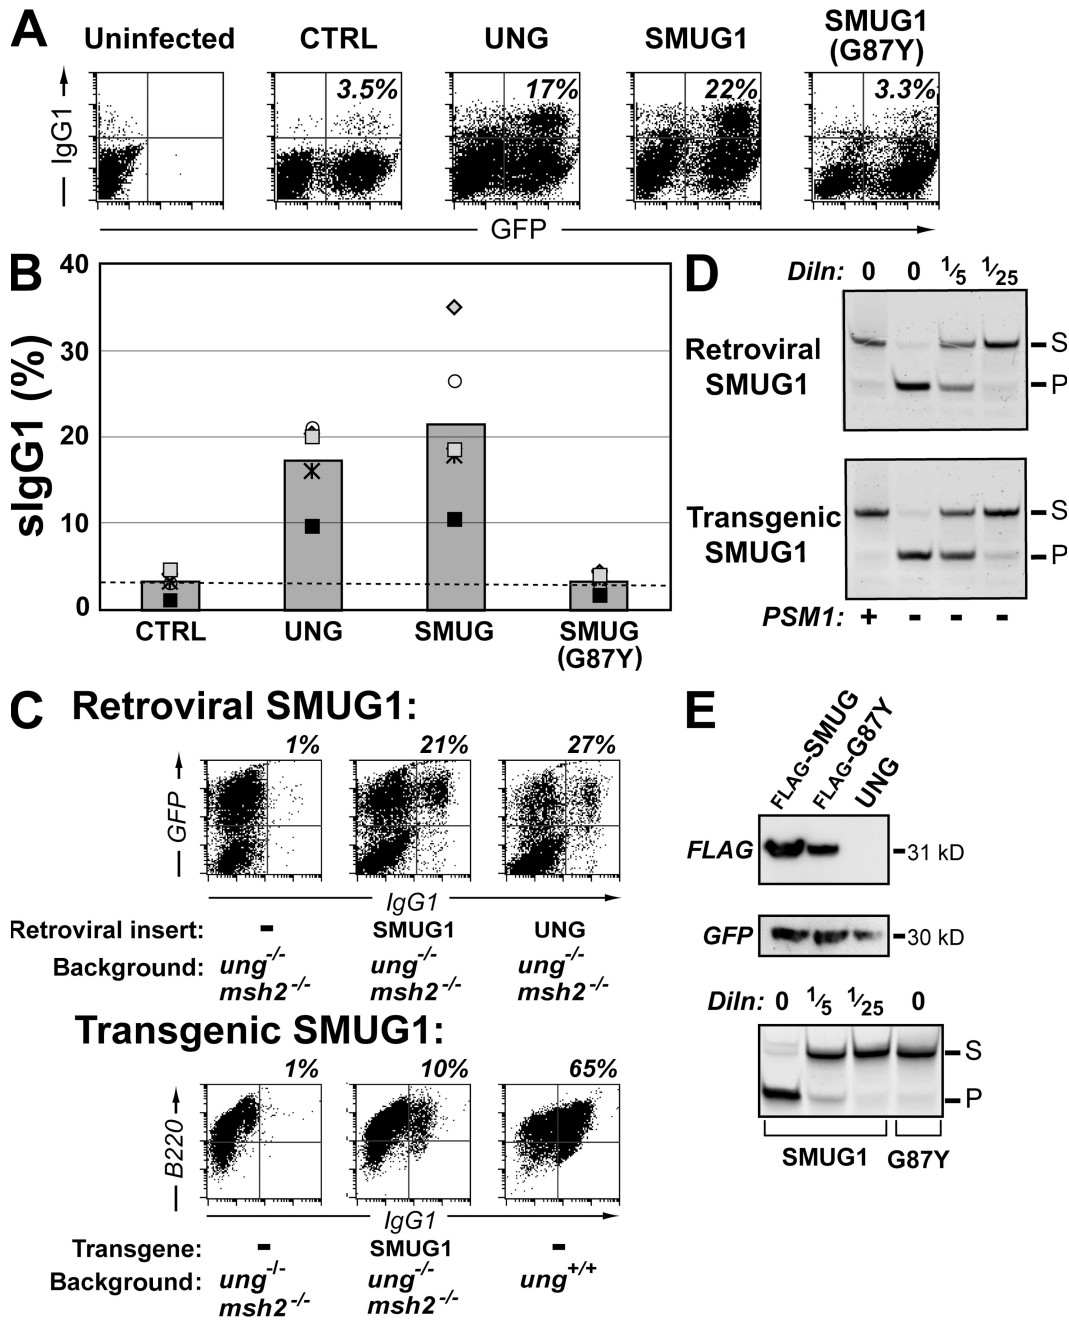 A
Uninfected CTRL UNG SMUG1 SMUG1
(G87Y)
3.5% 17% 22% 3.3%
IgG1
GFP
B
sIgG1 (%)
40
30
20
10
0
CTRL UNG SMUG SMUG
(G87Y)
C Retroviral SMUG1:
1% 21% 27%
GFP
IgG1
Retroviral insert: - SMUG1 UNG
Background: ung-/- ung-/- ung-/-
msh2-/- msh2-/- msh2-/-
Transgenic SMUG1:
1% 10% 65%
B220
IgG1
Transgene: - SMUG1 -
Background: ung-/- ung-/- ung+/+
msh2-/- msh2-/-
D
Diln: 0 0 1/5 1/25
Retroviral
SMUG1
S
P
Transgenic
SMUG1
S
P
PSM1: + - - -
E
FLAG-SMUG
FLAG-G87Y
UNG
FLAG 31 kD
GFP 30 kD
Diln: 0 1/5 1/25 0
S
P
SMUG1 G87Y